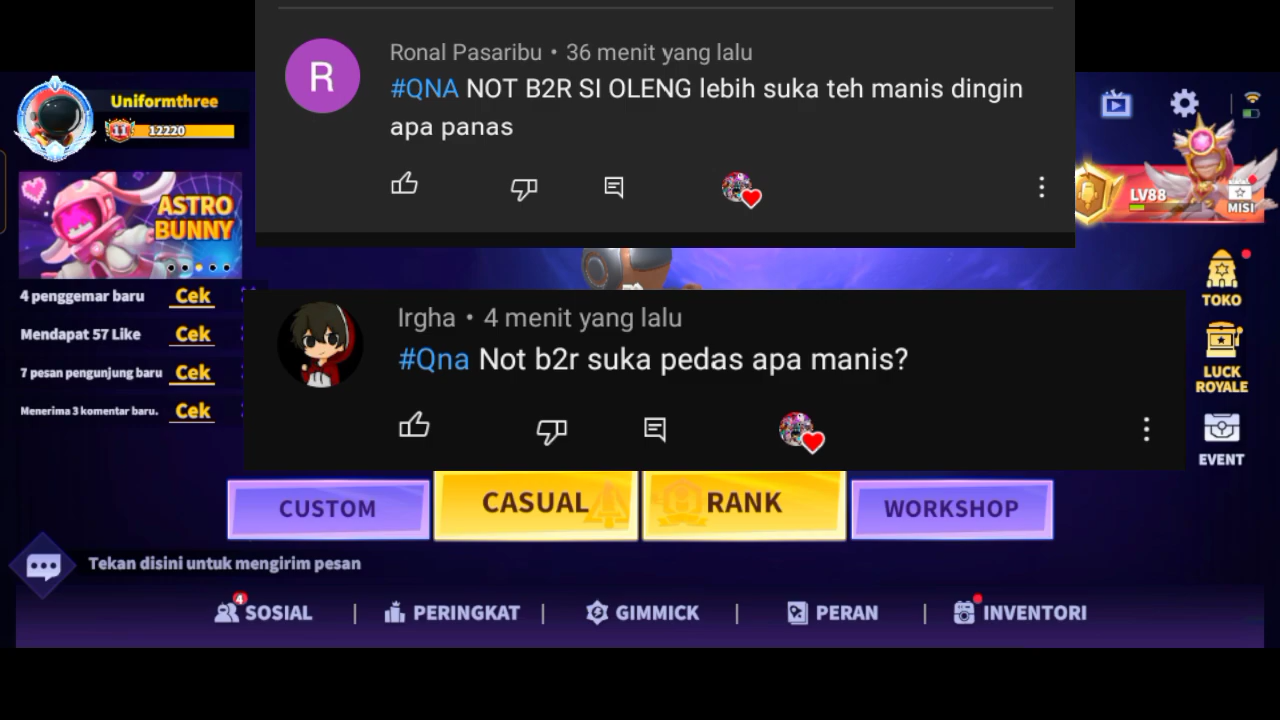 Ronal Pasaribu • 36 menit yang lalu
#QNA NOT B2R SI OLENG lebih suka teh manis dingin
apa panas
R
Uniformthree
11 12220
ASTRO
BUNNY
LV88
MISI
4 penggemar baru Cek
Mendapat 57 Like Cek
7 pesan pengunjung baru Cek
Menerima 3 komentar baru. Cek
Irgha • 4 menit yang lalu
#Qna Not b2r suka pedas apa manis?
TOKO
LUCK
ROYALE
EVENT
CUSTOM
CASUAL
RANK
WORKSHOP
Tekan disini untuk mengirim pesan
4
SOSIAL | PERINGKAT | GIMMICK | PERAN | INVENTORI